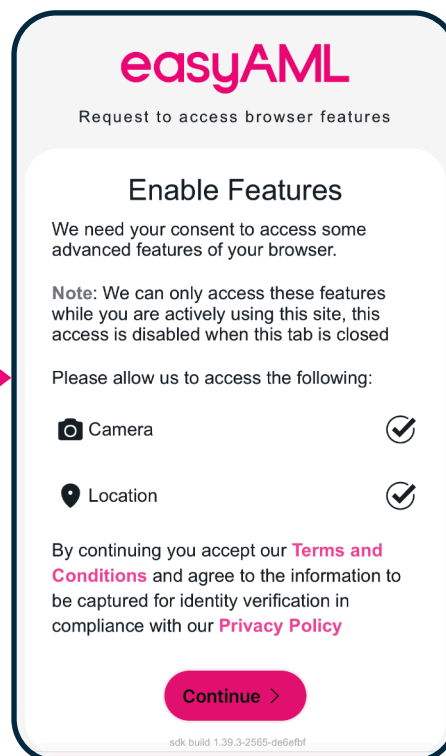 easyAML
Request to access browser features
Enable Features
We need your consent to access some
advanced features of your browser.
Note: We can only access these features
while you are actively using this site, this
access is disabled when this tab is closed
Please allow us to access the following:
Camera
Location
By continuing you accept our Terms and
Conditions and agree to the information to
be captured for identity verification in
compliance with our Privacy Policy
Continue >
sdk build 1.39.3-2565-de6efbf